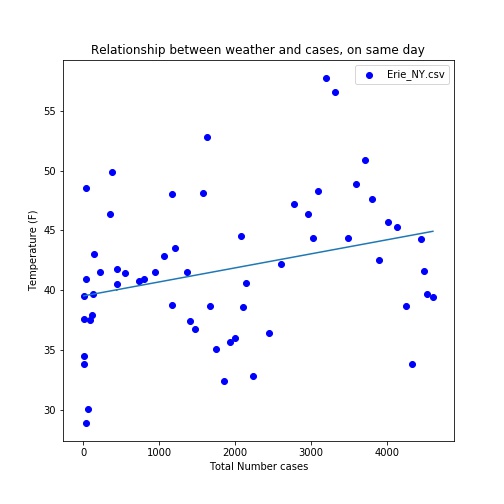 Relationship between weather and cases, on same day
Erie_NY.csv
Temperature (F)
55
50
45
40
35
30
0 1000 2000 3000 4000
Total Number cases